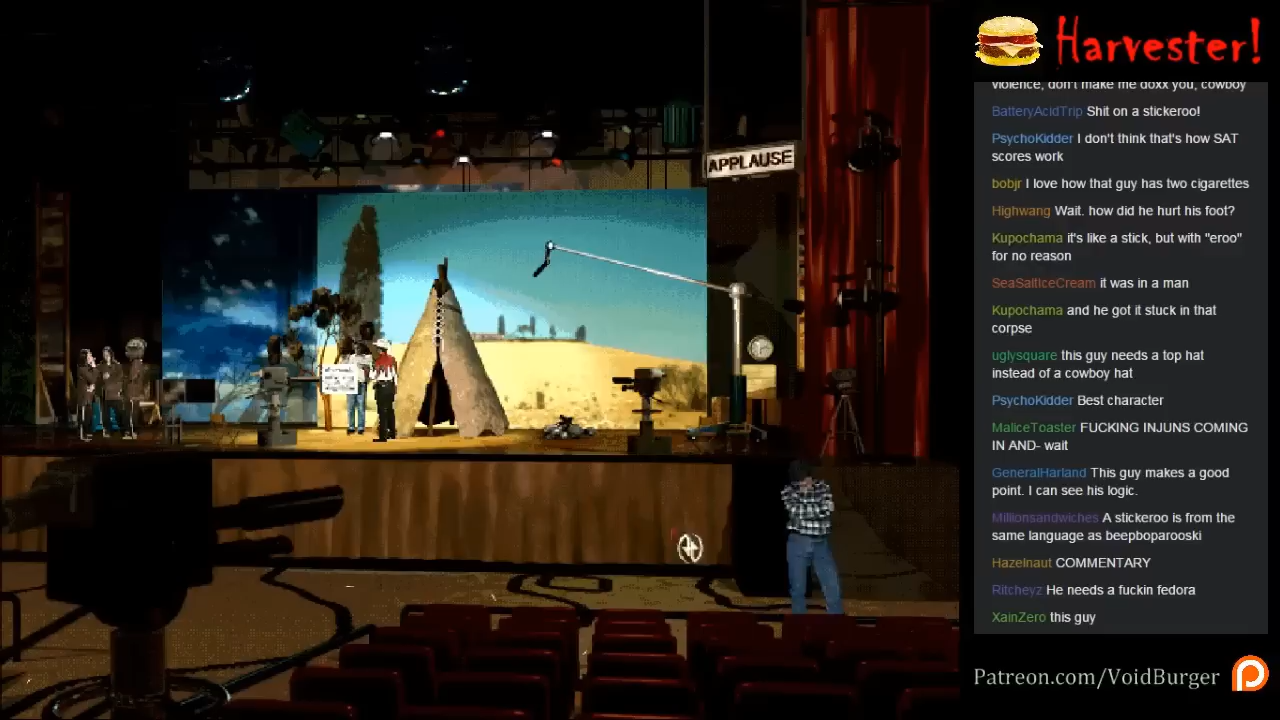 Harvester!
violence, don't make me doxx you, cowboy
BatteryAcidTrip Shit on a stickeroo!
PsychoKidder I don't think that's how SAT
scores work
bobjr I love how that guy has two cigarettes
Highwang Wait. how did he hurt his foot?
Kupochama it's like a stick, but with "eroo"
for no reason
SeaSaltIceCream it was in a man
Kupochama and he got it stuck in that
corpse
uglysquare this guy needs a top hat
instead of a cowboy hat
PsychoKidder Best character
MaliceToaster FUCKING INJUNS COMING
IN AND- wait
GeneralHarland This guy makes a good
point. I can see his logic.
Millionsandwiches A stickeroo is from the
same language as beepboparooski
Hazelnaut COMMENTARY
Ritcheyz He needs a fuckin fedora
XainZero this guy
Patreon.com/VoidBurger
APPLAUSE